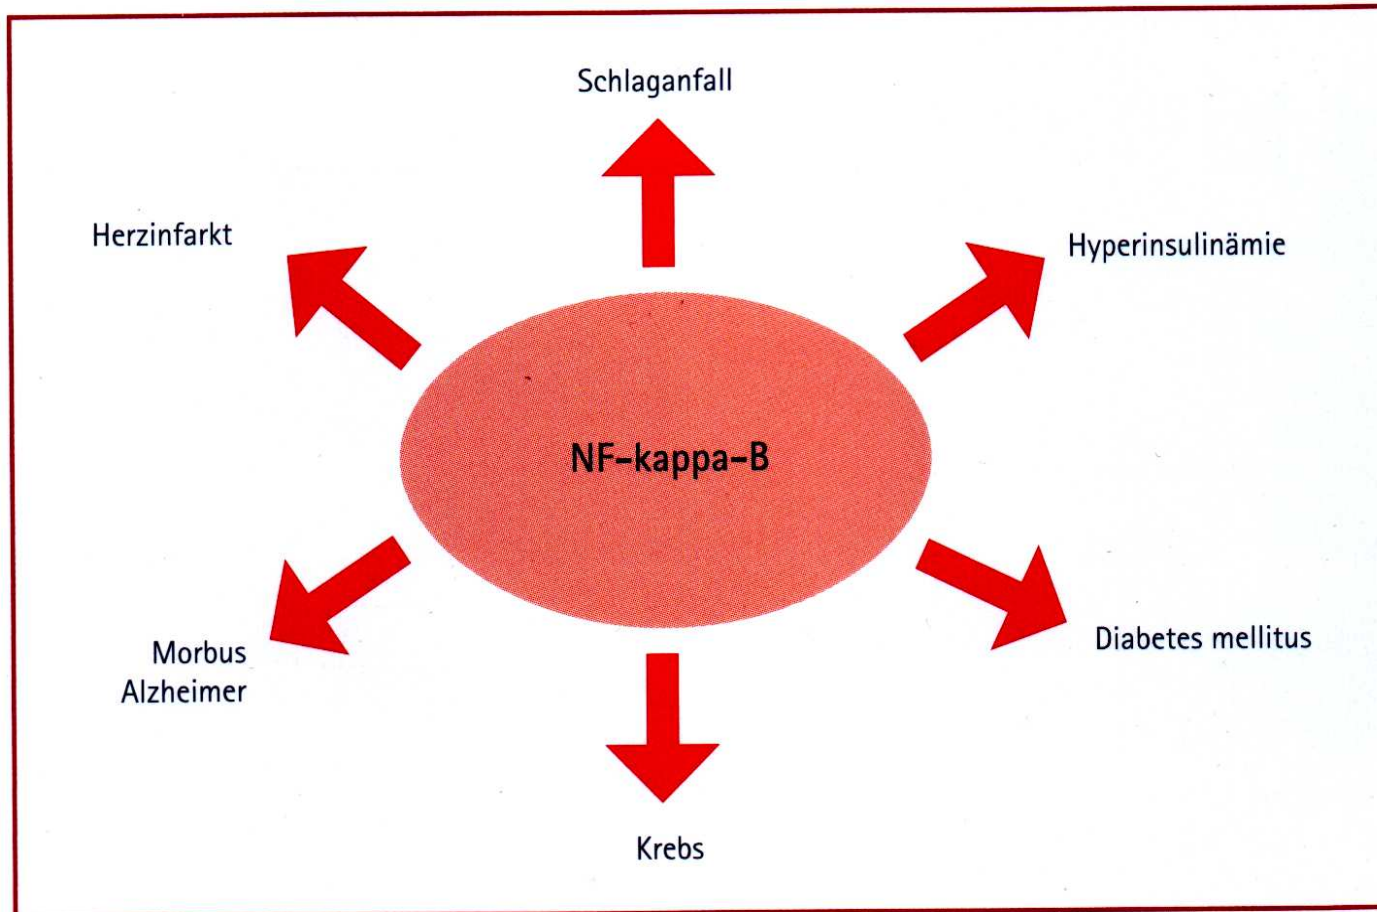 Schlaganfall
Herzinfarkt
Hyperinsulinämie
NF-kappa-B
Morbus
Alzheimer
Diabetes mellitus
Krebs